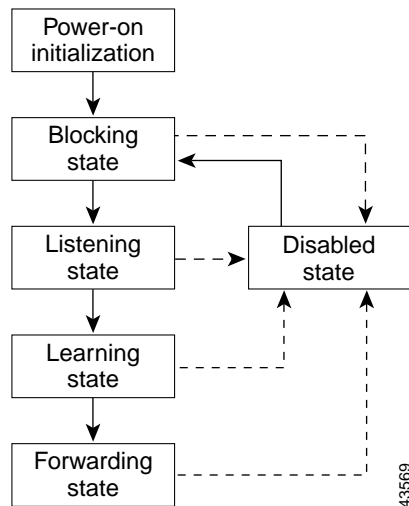 Power-on
initialization
Blocking
state
Listening
state
Disabled
state
Learning
state
Forwarding
state
43569